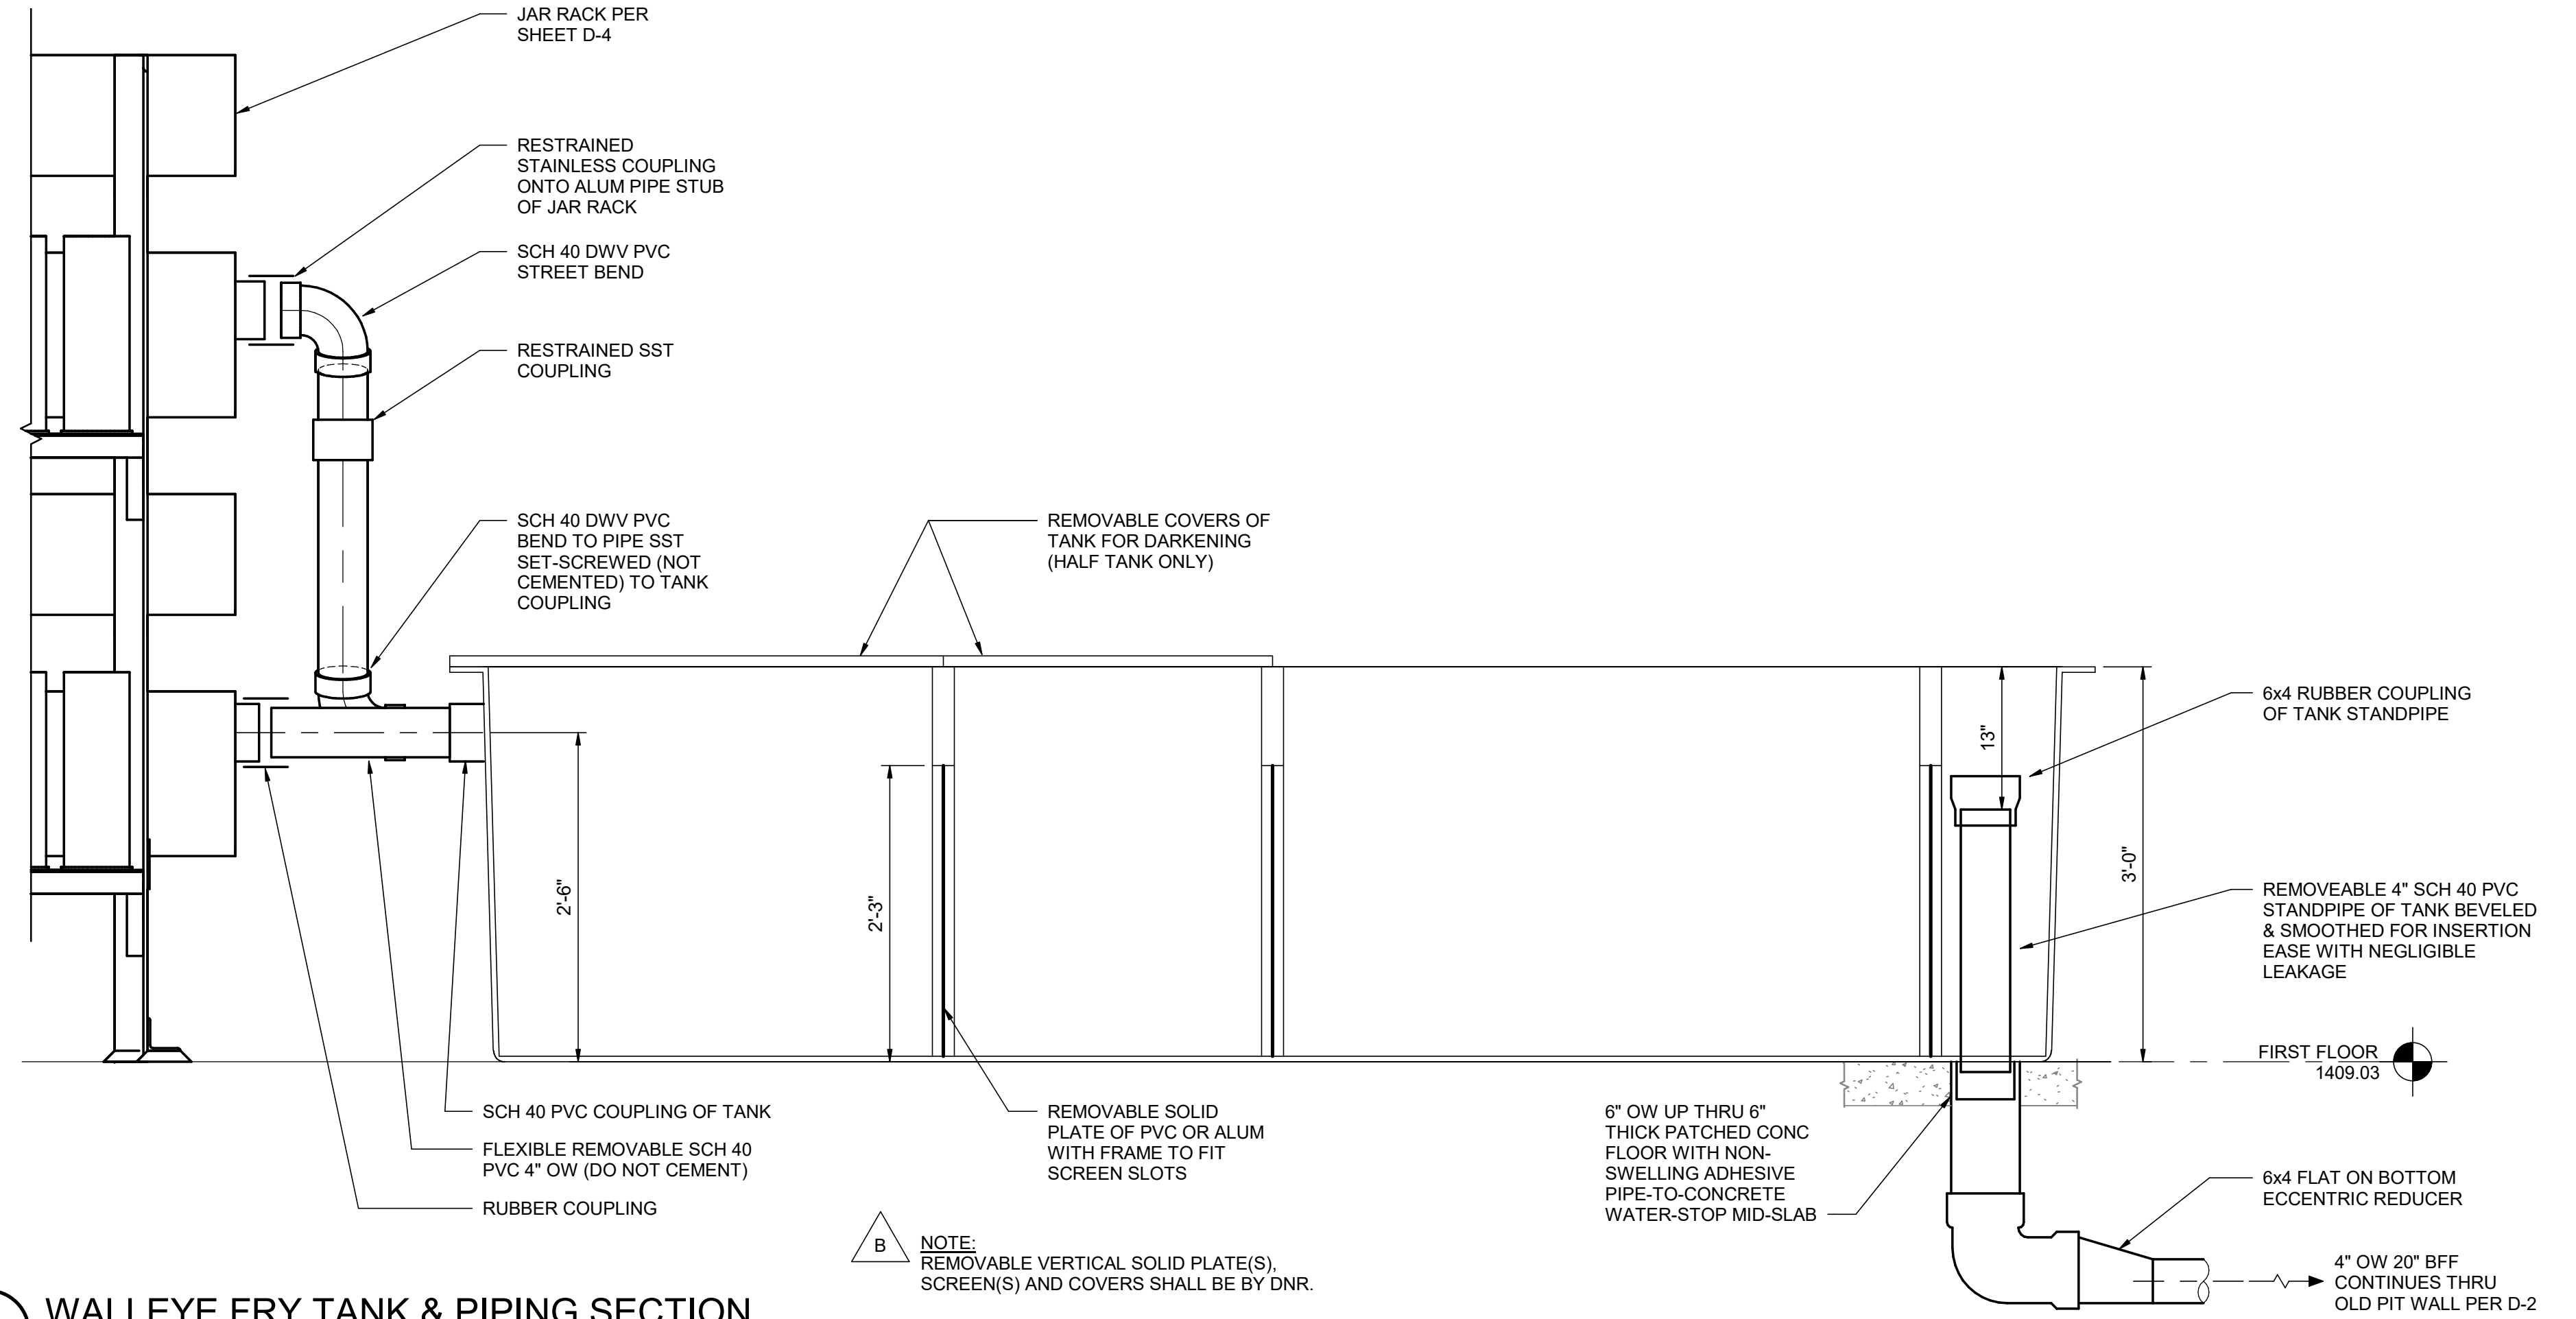 JAR RACK PER
SHEET D-4
RESTRAINED
STAINLESS COUPLING
ONTO ALUM PIPE STUB
OF JAR RACK
SCH 40 DWV PVC
STREET BEND
RESTRAINED SST
COUPLING
SCH 40 DWV PVC
BEND TO PIPE SST
SET-SCREWED (NOT
CEMENTED) TO TANK
COUPLING
REMOVABLE COVERS OF
TANK FOR DARKENING
(HALF TANK ONLY)
6x4 RUBBER COUPLING
OF TANK STANDPIPE
13"
3'-0"
2'-6"
2'-3"
REMOVEABLE 4" SCH 40 PVC
STANDPIPE OF TANK BEVELED
& SMOOTHED FOR INSERTION
EASE WITH NEGLIGIBLE
LEAKAGE
FIRST FLOOR
1409.03
SCH 40 PVC COUPLING OF TANK
FLEXIBLE REMOVABLE SCH 40
PVC 4" OW (DO NOT CEMENT)
RUBBER COUPLING
REMOVABLE SOLID
PLATE OF PVC OR ALUM
WITH FRAME TO FIT
SCREEN SLOTS
6" OW UP THRU 6"
THICK PATCHED CONC
FLOOR WITH NON-
SWELLING ADHESIVE
PIPE-TO-CONCRETE
WATER-STOP MID-SLAB
6x4 FLAT ON BOTTOM
ECCENTRIC REDUCER
4" OW 20" BFF
CONTINUES THRU
OLD PIT WALL PER D-2
B
NOTE:
REMOVABLE VERTICAL SOLID PLATE(S),
SCREEN(S) AND COVERS SHALL BE BY DNR.
WALLEYE FRY TANK & PIPING SECTION